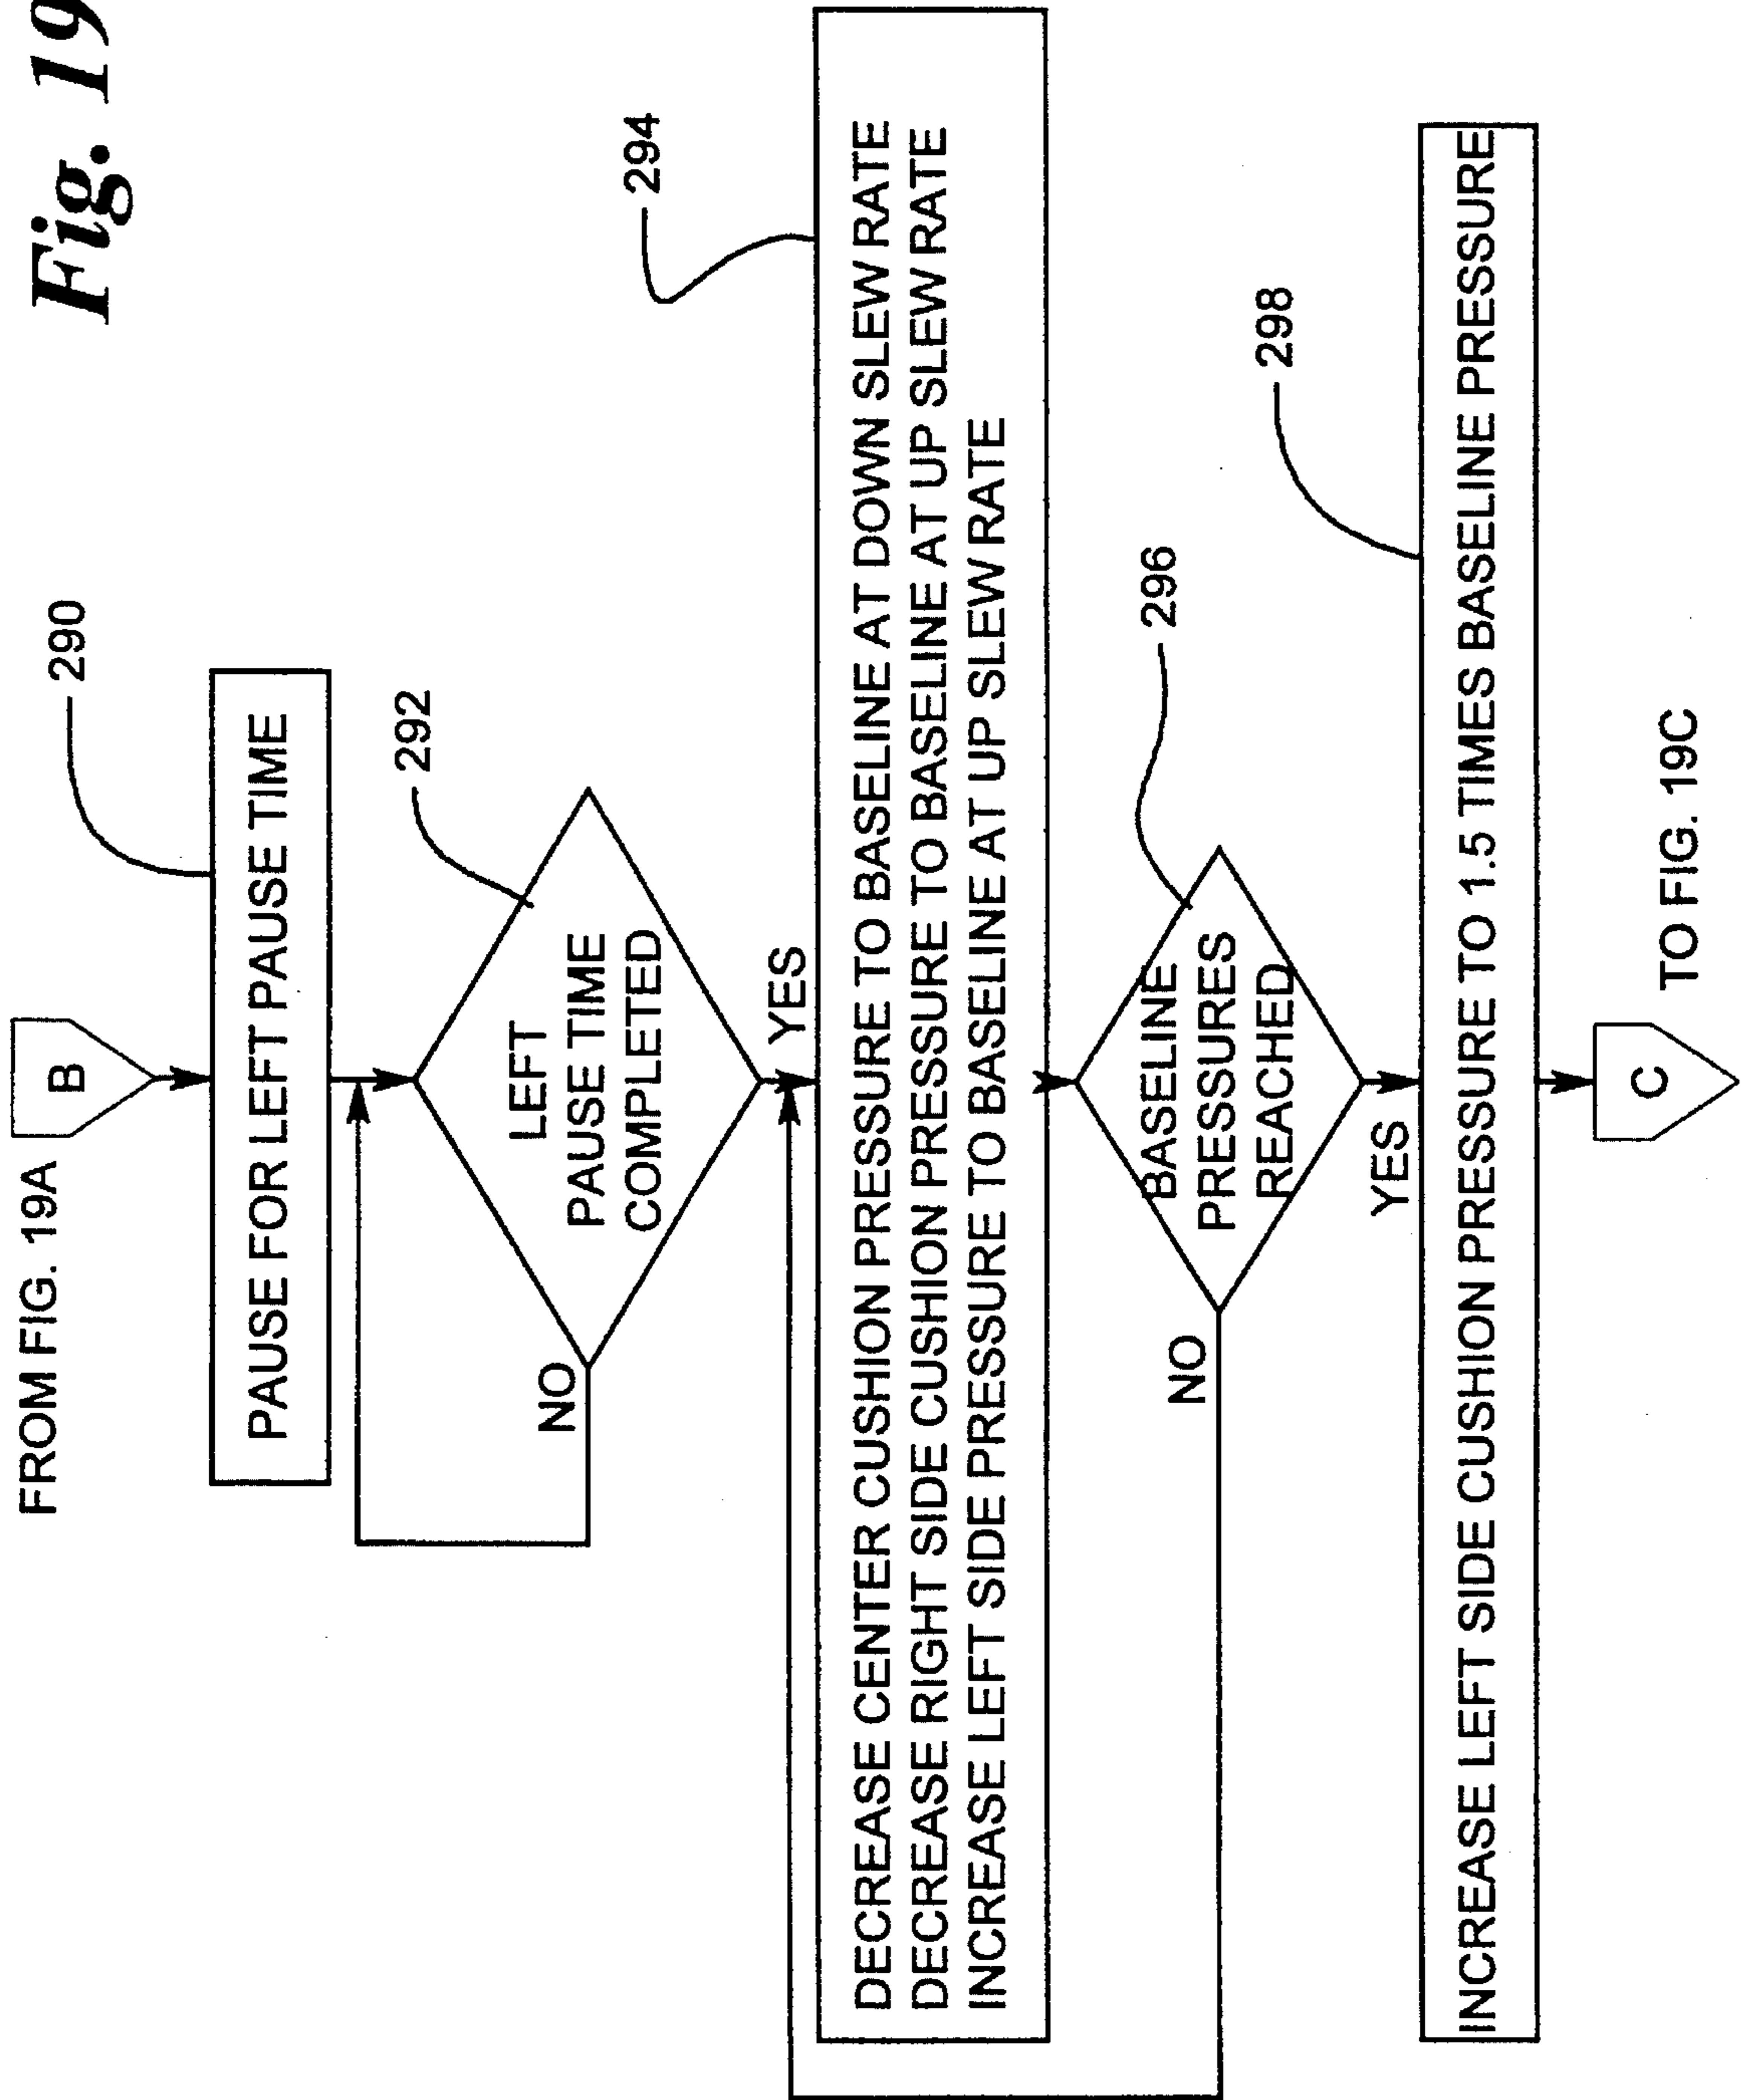 Fig. 19
FROM FIG. 19A
B
290
PAUSE FOR LEFT PAUSE TIME
292
LEFT
PAUSE TIME
COMPLETED
NO
YES
294
DECREASE CENTER CUSHION PRESSURE TO BASELINE AT DOWN SLEW RATE
DECREASE RIGHT SIDE CUSHION PRESSURE TO BASELINE AT UP SLEW RATE
INCREASE LEFT SIDE PRESSURE TO BASELINE AT UP SLEW RATE
296
BASELINE
PRESSURES
REACHED
NO
YES
298
INCREASE LEFT SIDE CUSHION PRESSURE TO 1.5 TIMES BASELINE PRESSURE
C
TO FIG. 19C